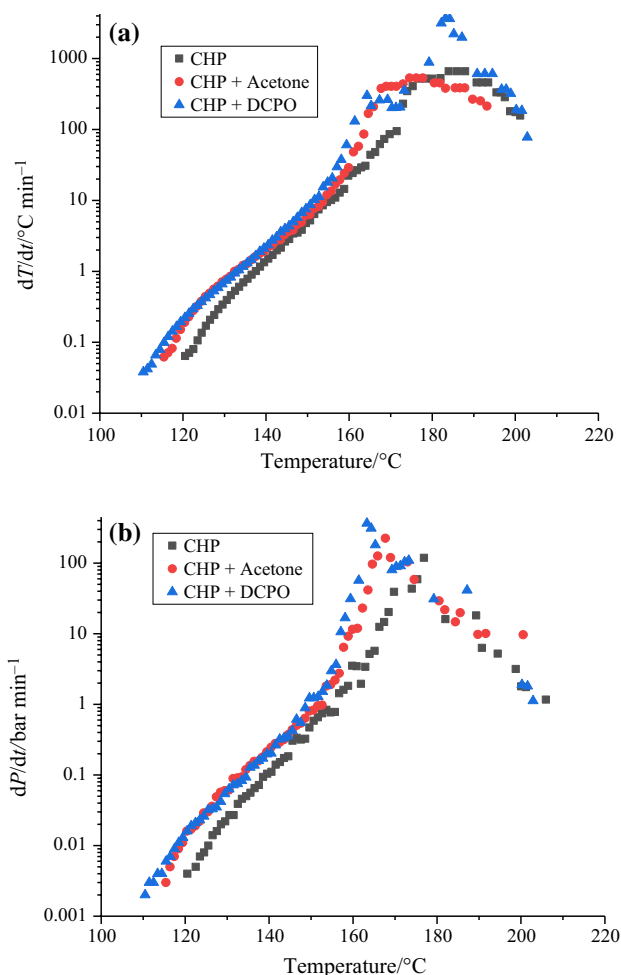 (a)
CHP
CHP + Acetone
CHP + DCPO
1000
100
10
1
0.1
0.01
100 120 140 160 180 200 220
dT/dt/°C min⁻¹
Temperature/°C
(b)
CHP
CHP + Acetone
CHP + DCPO
100
10
1
0.1
0.01
0.001
100 120 140 160 180 200 220
dP/dt/bar min⁻¹
Temperature/°C